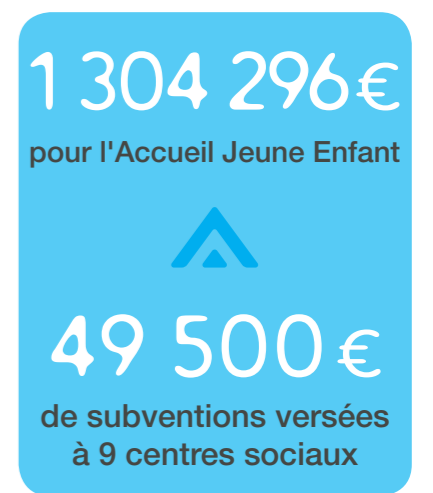 1 304 296 €
pour l'Accueil Jeune Enfant
49 500 €
de subventions versées
à 9 centres sociaux